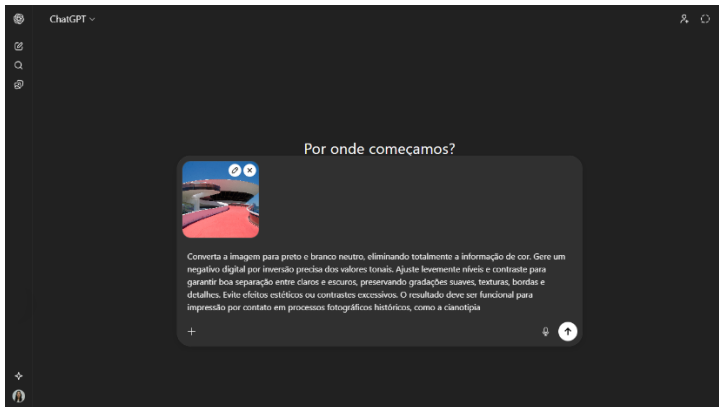 ChatGPT
Por onde começamos?
Converta a imagem para preto e branco neutro, eliminando totalmente a informação de cor. Gere um
negativo digital por inversão precisa dos valores tonais. Ajuste levemente níveis e contraste para
garantir boa separação entre claros e escuros, preservando gradações suaves, texturas, bordas e
detalhes. Evite efeitos estéticos ou contrastes excessivos. O resultado deve ser funcional para
impressão por contato em processos fotográficos históricos, como a cianotipia